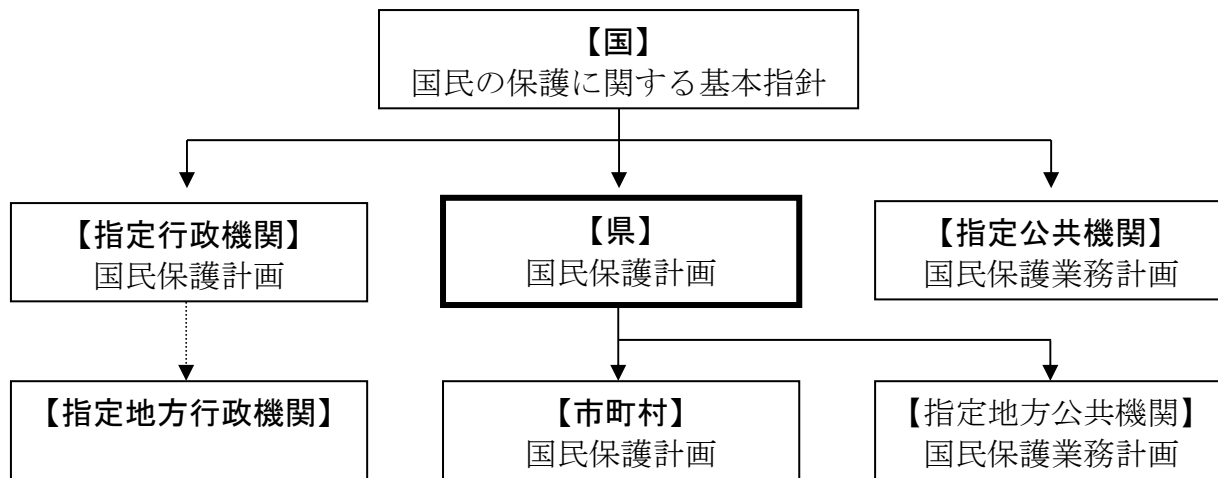 【国】
国民の保護に関する基本指針
【指定行政機関】
国民保護計画
【県】
国民保護計画
【指定公共機関】
国民保護業務計画
【指定地方行政機関】
【市町村】
国民保護計画
【指定地方公共機関】
国民保護業務計画